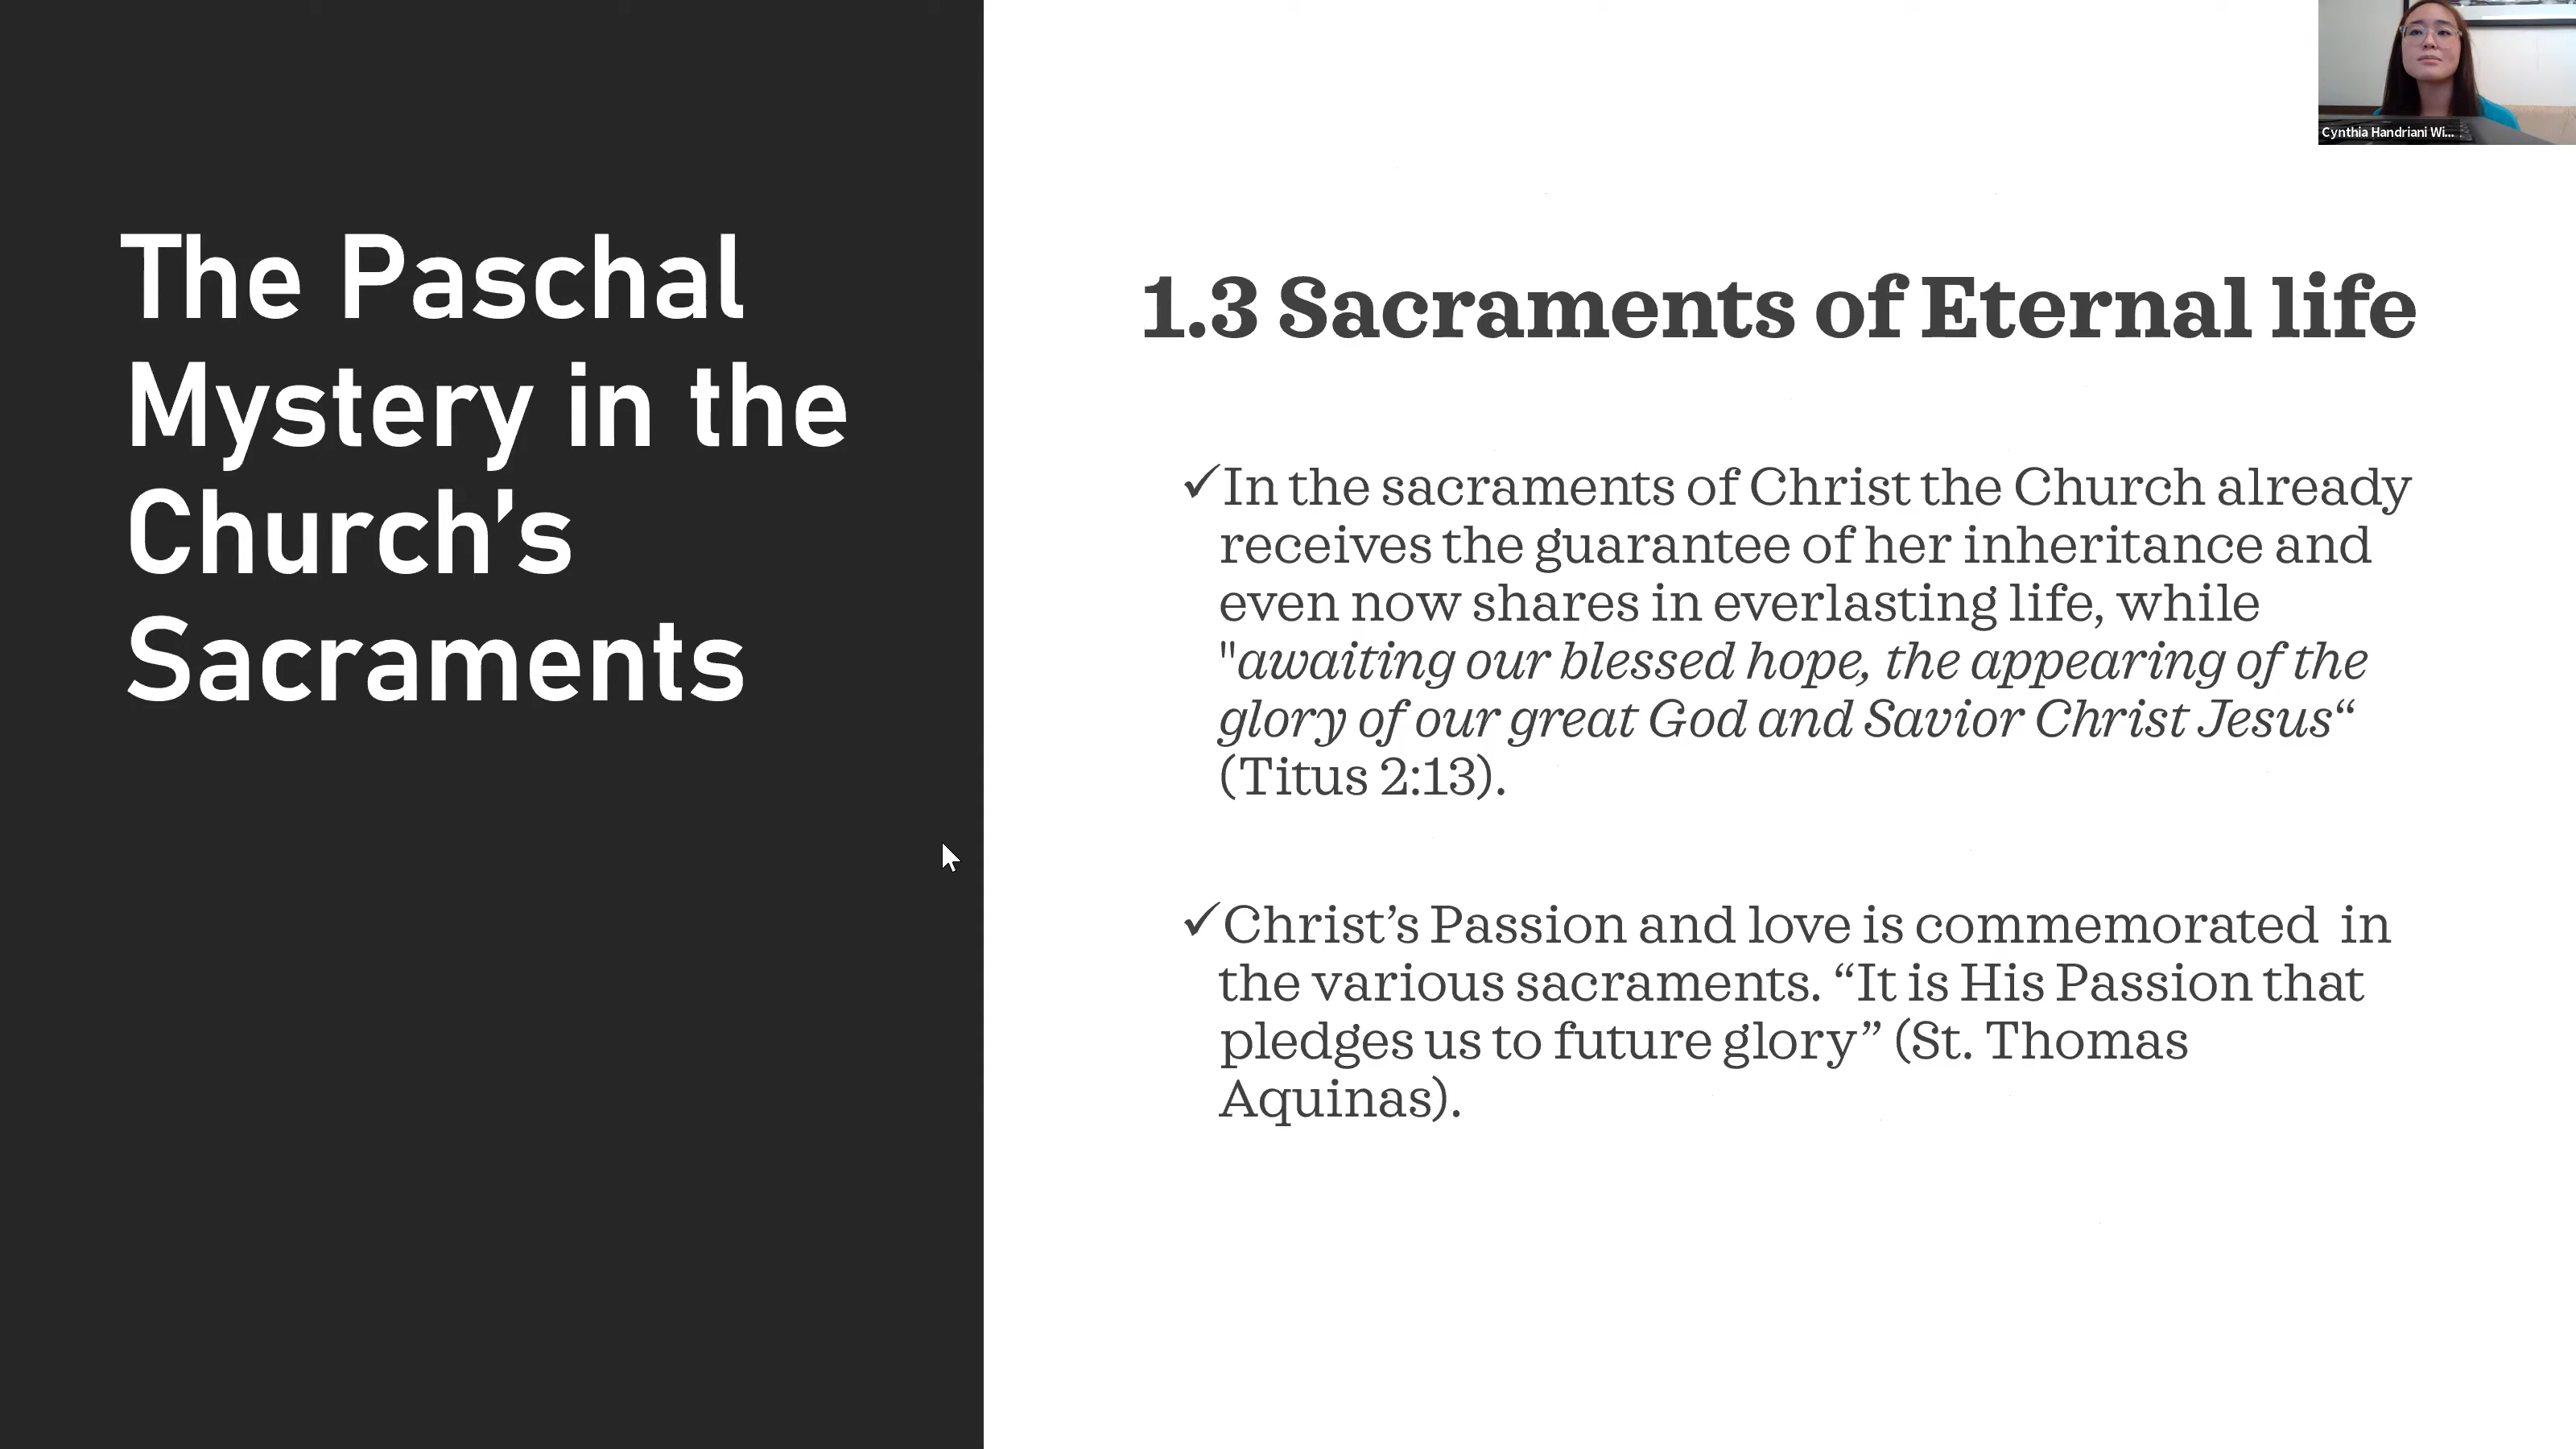 The Paschal
Mystery in the
Church's
Sacraments
Cynthia Handriani Wi...
1.3 Sacraments of Eternal life
✓In the sacraments of Christ the Church already
receives the guarantee of her inheritance and
even now shares in everlasting life, while
"awaiting our blessed hope, the appearing of the
glory of our great God and Savior Christ Jesus“
(Titus 2:13).
✓Christ’s Passion and love is commemorated  in
the various sacraments. “It is His Passion that
pledges us to future glory” (St. Thomas
Aquinas).